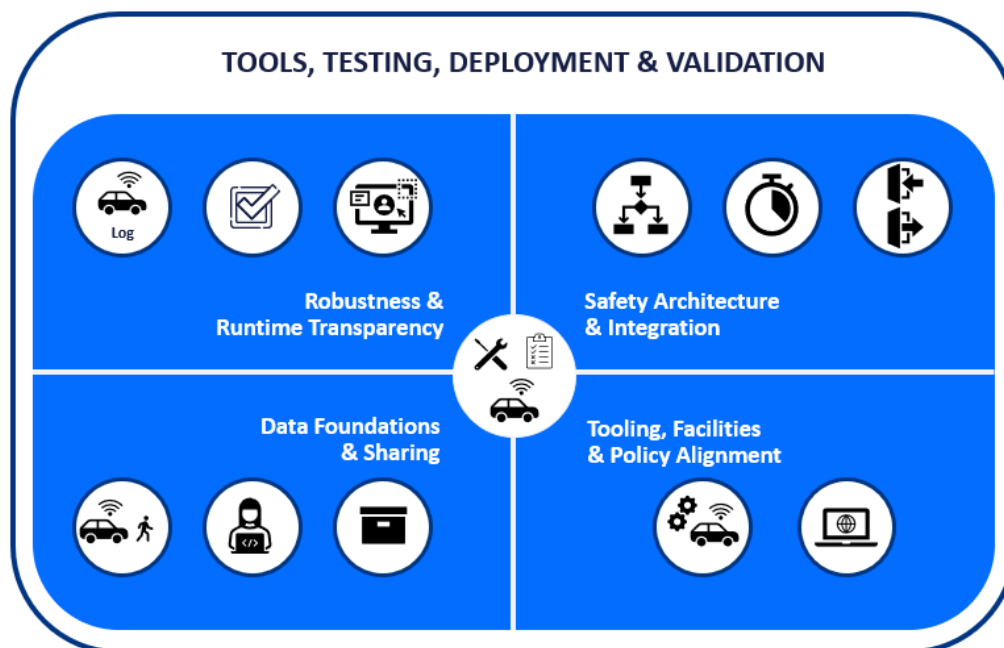 TOOLS, TESTING, DEPLOYMENT & VALIDATION
Log
Robustness &
Runtime Transparency
Safety Architecture
& Integration
Data Foundations
& Sharing
Tooling, Facilities
& Policy Alignment